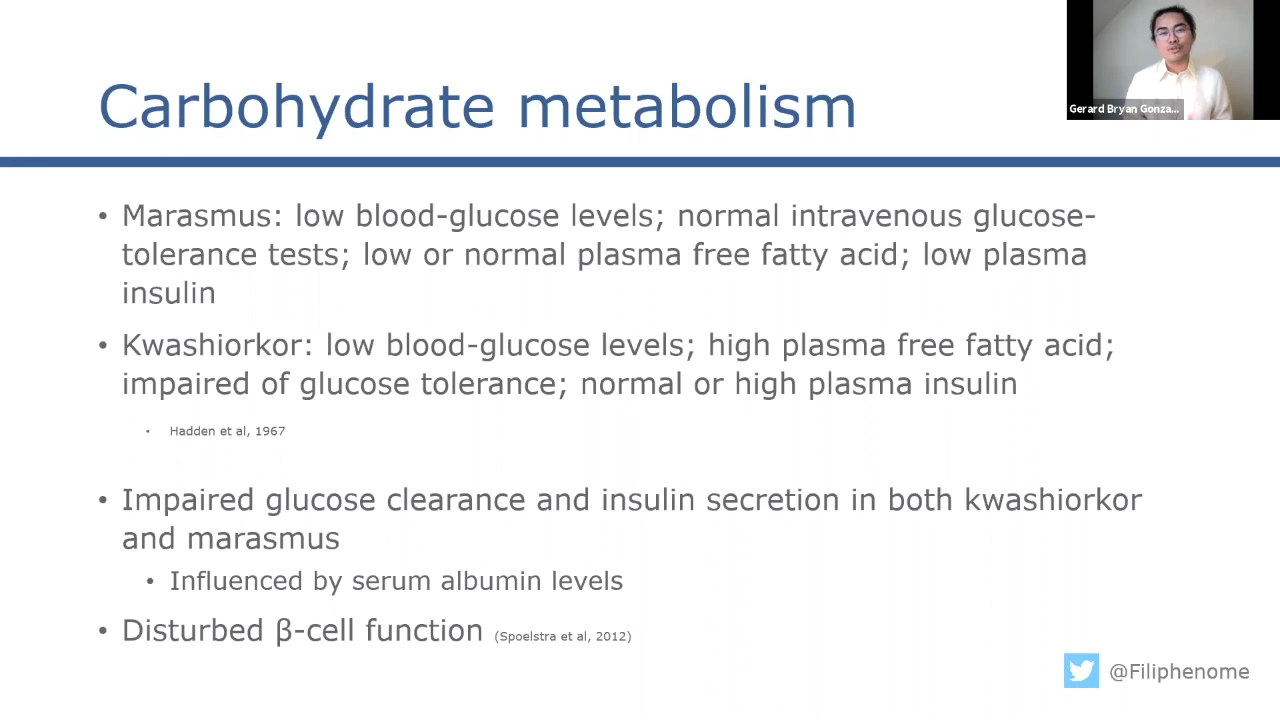 Carbohydrate metabolism
Gerard Bryan Gonza...
• Marasmus: low blood-glucose levels; normal intravenous glucose-
tolerance tests; low or normal plasma free fatty acid; low plasma
insulin
• Kwashiorkor: low blood-glucose levels; high plasma free fatty acid;
impaired of glucose tolerance; normal or high plasma insulin
• Hadden et al, 1967
• Impaired glucose clearance and insulin secretion in both kwashiorkor
and marasmus
• Influenced by serum albumin levels
• Disturbed β-cell function (Spoelstra et al, 2012)
@Filiphenome